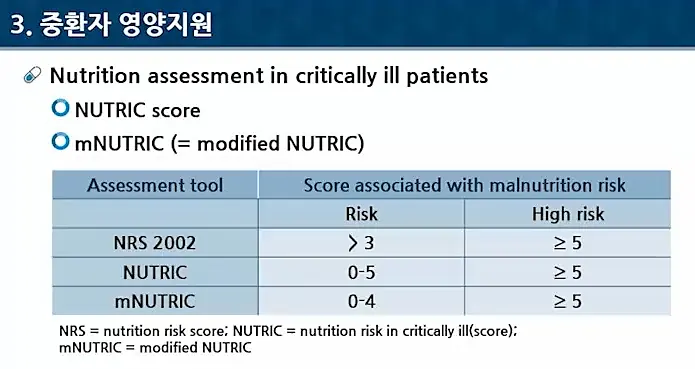 3. 중환자 영양지원
Nutrition assessment in critically ill patients
NUTRIC score
mNUTRIC (= modified NUTRIC)
Assessment tool Score associated with malnutrition risk
Risk High risk
NRS 2002 > 3 ≥ 5
NUTRIC 0-5 ≥ 5
mNUTRIC 0-4 ≥ 5
NRS = nutrition risk score; NUTRIC = nutrition risk in critically ill(score);
mNUTRIC = modified NUTRIC